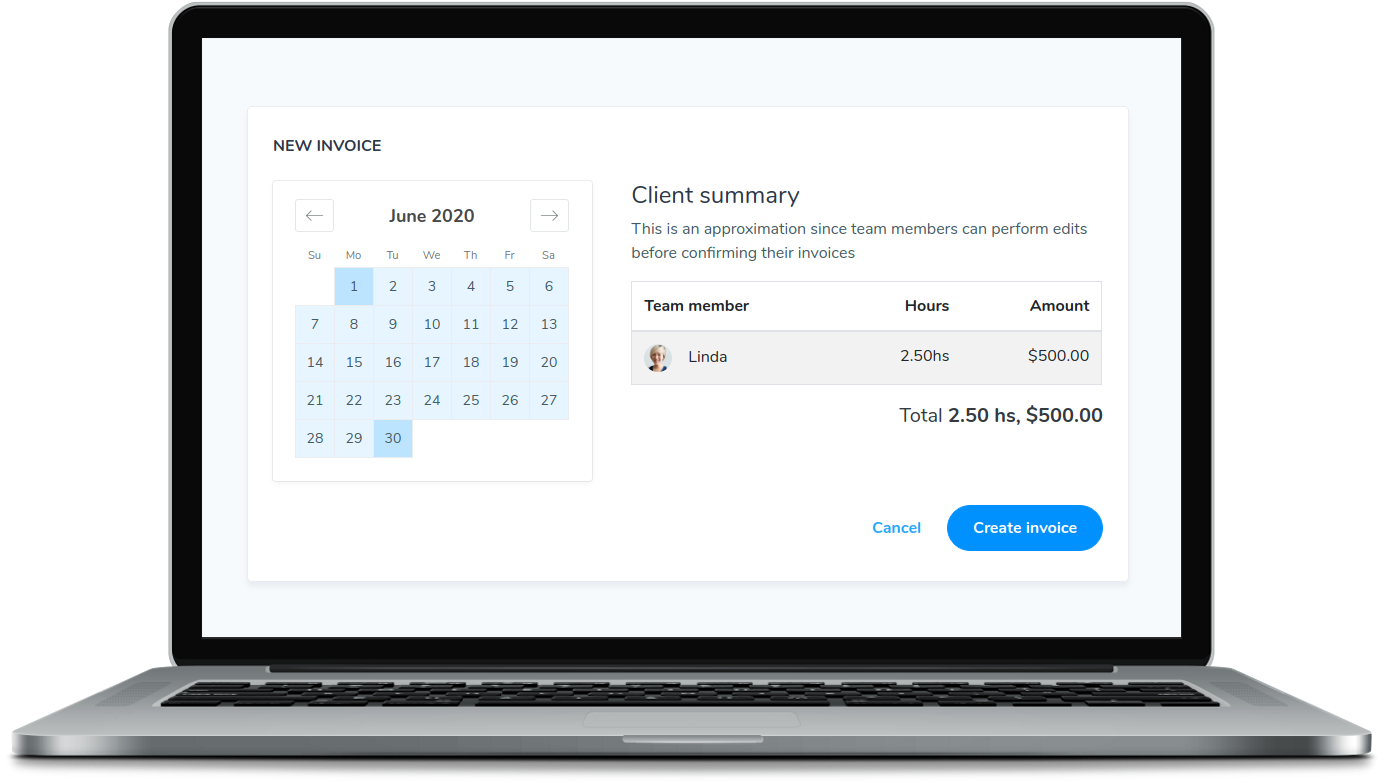 NEW INVOICE
June 2020
Su Mo Tu We Th Fr Sa
1 2 3 4 5 6
7 8 9 10 11 12 13
14 15 16 17 18 19 20
21 22 23 24 25 26 27
28 29 30
Client summary
This is an approximation since team members can perform edits
before confirming their invoices
Team member Hours Amount
Linda 2.50hs $500.00
Total 2.50 hs, $500.00
Cancel Create invoice